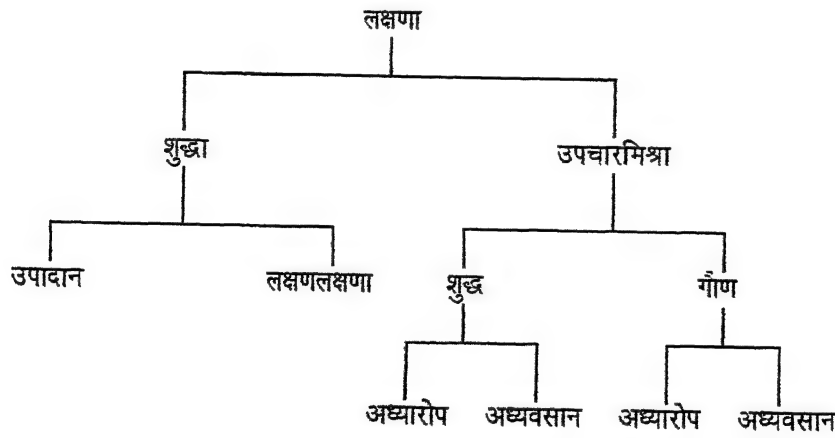 लक्षणा
शुद्धा उपचारमिश्रा
उपादान लक्षणलक्षणा शुद्ध गौण
अध्यारोप अध्यवसान अध्यारोप अध्यवसान